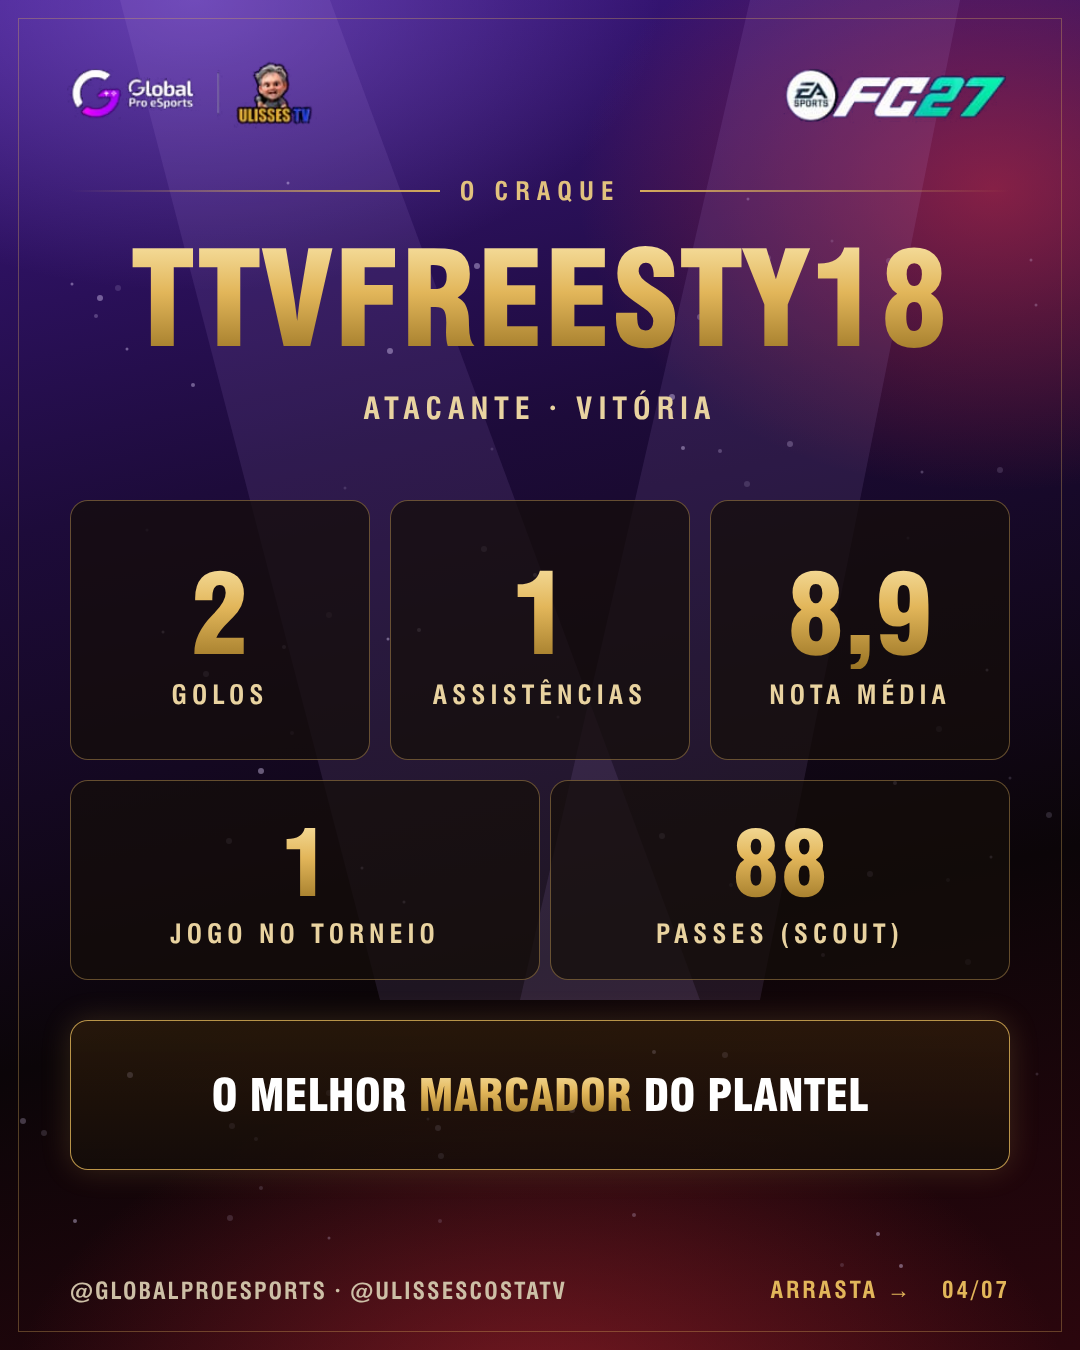 Global
Pro eSports
ULISSES TV
EA
SPORTS
FC27
O CRAQUE
TTVFREESTY18
ATACANTE · VITÓRIA
2
GOLOS
1
ASSISTÊNCIAS
8,9
NOTA MÉDIA
1
JOGO NO TORNEIO
88
PASSES (SCOUT)
O MELHOR MARCADOR DO PLANTEL
@GLOBALPROESPORTS · @ULISSESCOSTATV
ARRASTA → 04/07